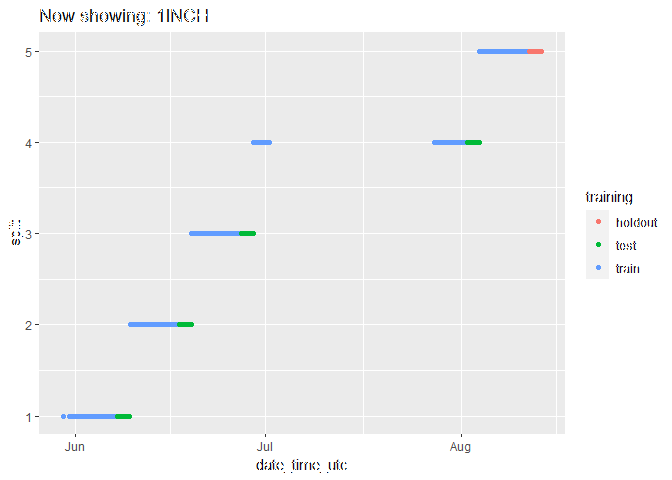 Now showing: 1INCH
5
4
3
2
1
Jun
Jul
Aug
date_time_utc
training
holdout
test
train